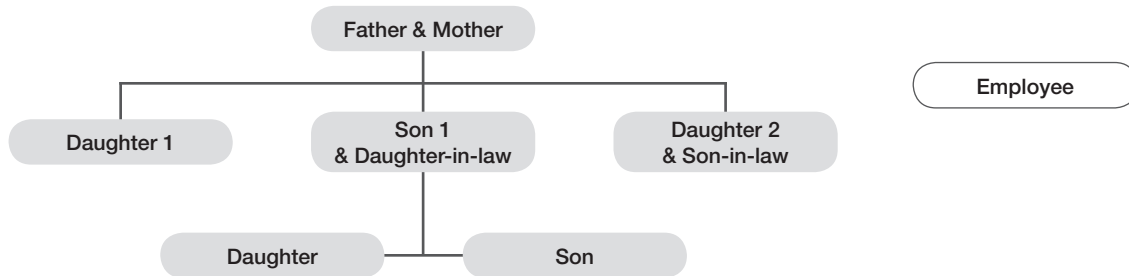 Father & Mother
Employee
Daughter 1
Son 1
& Daughter-in-law
Daughter 2
& Son-in-law
Daughter
Son